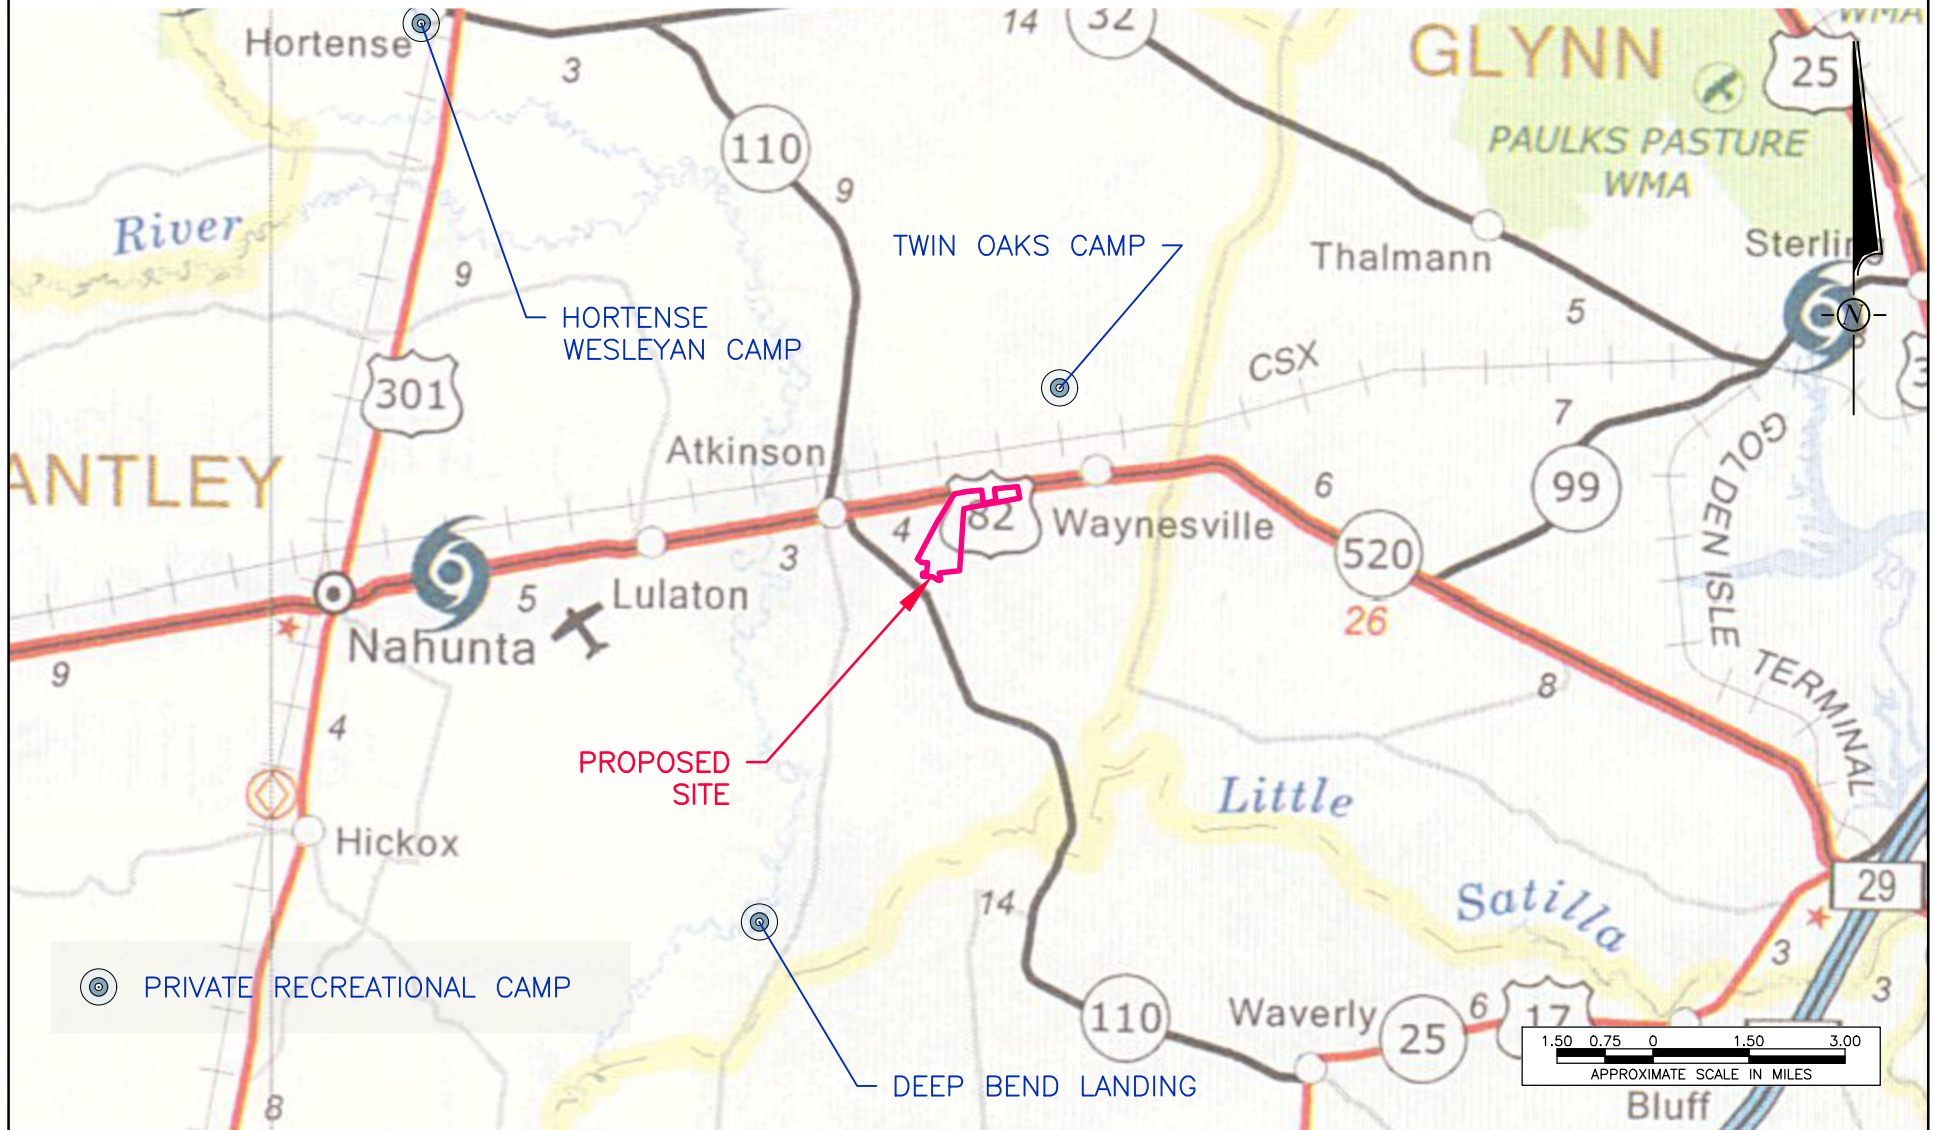 WMA
GLYNN
14
32
25
Hortense
3
PAULKS PASTURE
WMA
110
9
River
TWIN OAKS CAMP
Thalmann
Sterling
9
HORTENSE
WESLEYAN CAMP
5
N
CSX
301
7
GOLDEN ISLE
TERMINAL
Atkinson
ANTLEY
6
99
4
82
Waynesville
3
520
5
Lulaton
26
Nahunta
9
8
4
PROPOSED
SITE
Little
Hickox
29
14
Satilla
3
3
PRIVATE RECREATIONAL CAMP
110
Waverly
25
6
17
1.50 0.75 0 1.50 3.00
APPROXIMATE SCALE IN MILES
DEEP BEND LANDING
8
Bluff